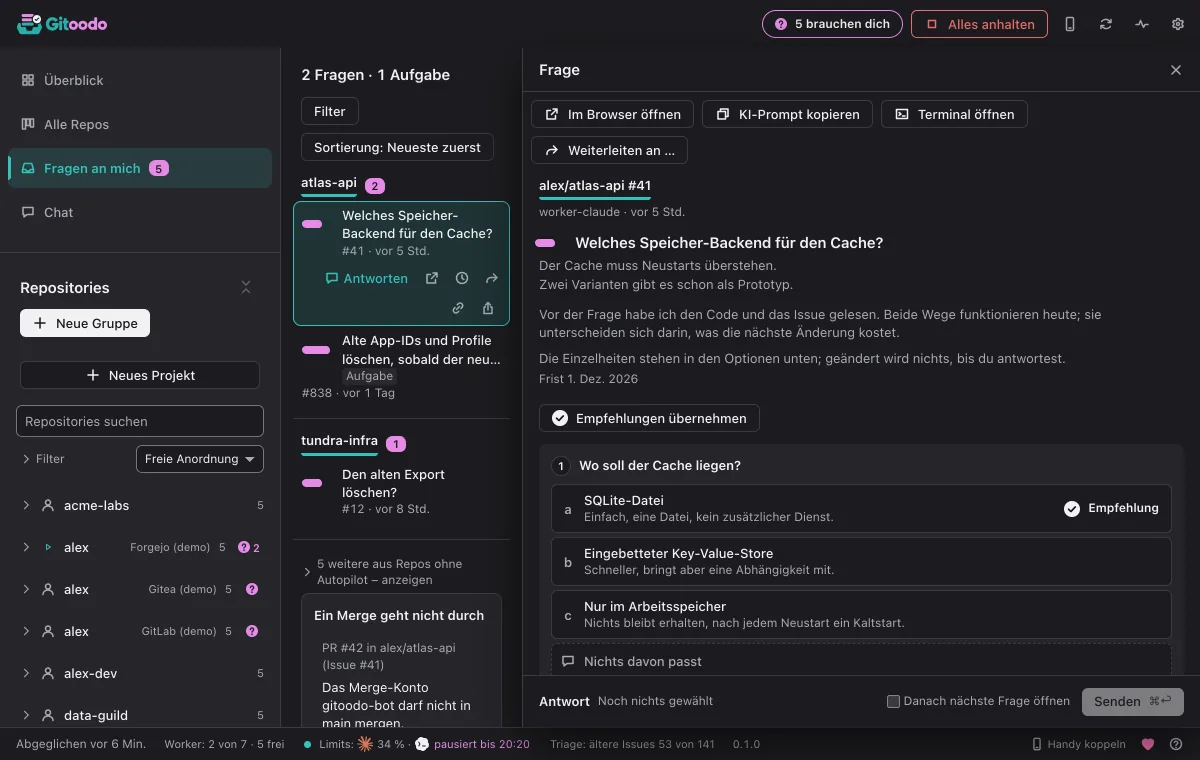 Gitoodo
5 brauchen dich
Alles anhalten
Überblick
Alle Repos
Fragen an mich 5
Chat
Repositories
Neue Gruppe
Neues Projekt
Repositories suchen
Filter
Freie Anordnung
acme-labs 5
alex Forgejo (demo) 5 ? 2
alex Gitea (demo) 5 ?
alex GitLab (demo) 5 ?
alex-dev 5
data-guild 5
2 Fragen · 1 Aufgabe
Filter
Sortierung: Neueste zuerst
atlas-api 2
Welches Speicher-
Backend für den Cache?
#41 · vor 5 Std.
Antworten
Alte App-IDs und Profile
löschen, sobald der neu...
Aufgabe
#838 · vor 1 Tag
tundra-infra 1
Den alten Export
löschen?
#12 · vor 8 Std.
5 weitere aus Repos ohne
Autopilot – anzeigen
Ein Merge geht nicht durch
PR #42 in alex/atlas-api
(Issue #41)
Das Merge-Konto
gitoodo-bot darf nicht in
main mergen.
Frage
Im Browser öffnen
KI-Prompt kopieren
Terminal öffnen
Weiterleiten an ...
alex/atlas-api #41
worker-claude · vor 5 Std.
Welches Speicher-Backend für den Cache?
Der Cache muss Neustarts überstehen.
Zwei Varianten gibt es schon als Prototyp.
Vor der Frage habe ich den Code und das Issue gelesen. Beide Wege funktionieren heute; sie
unterscheiden sich darin, was die nächste Änderung kostet.
Die Einzelheiten stehen in den Optionen unten; geändert wird nichts, bis du antwortest.
Frist 1. Dez. 2026
Empfehlungen übernehmen
1 Wo soll der Cache liegen?
a SQLite-Datei
Einfach, eine Datei, kein zusätzlicher Dienst.
Empfehlung
b Eingebetteter Key-Value-Store
Schneller, bringt aber eine Abhängigkeit mit.
c Nur im Arbeitsspeicher
Nichts bleibt erhalten, nach jedem Neustart ein Kaltstart.
Nichts davon passt
Antwort Noch nichts gewählt
Danach nächste Frage öffnen
Senden ⌘↩
Abgeglichen vor 6 Min.
Worker: 2 von 7 · 5 frei
Limits: 34 % · pausiert bis 20:20
Triage: ältere Issues 53 von 141
0.1.0
Handy koppeln